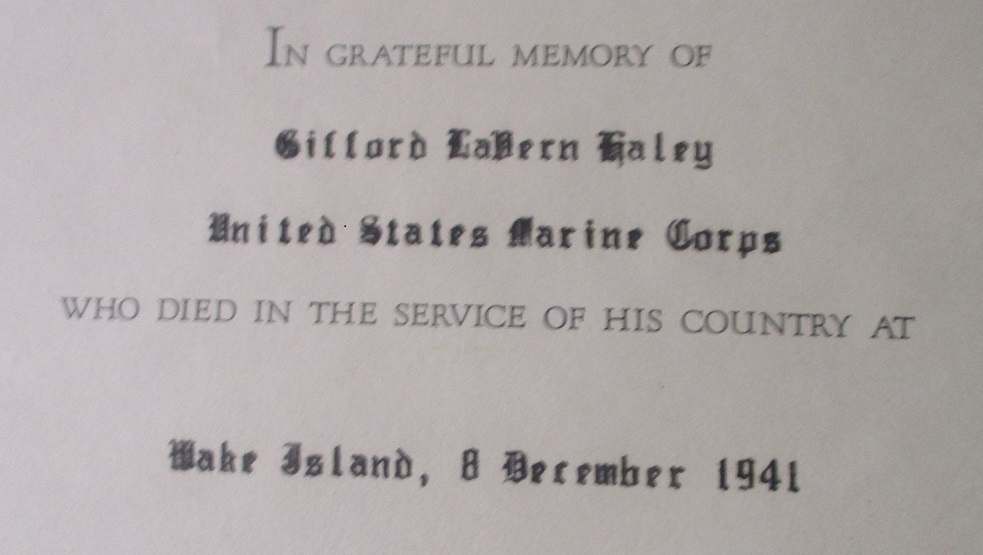 In grateful memory of
Gifford LaVern Haley
United States Marine Corps
who died in the service of his country at
Wake Island, 8 December 1941